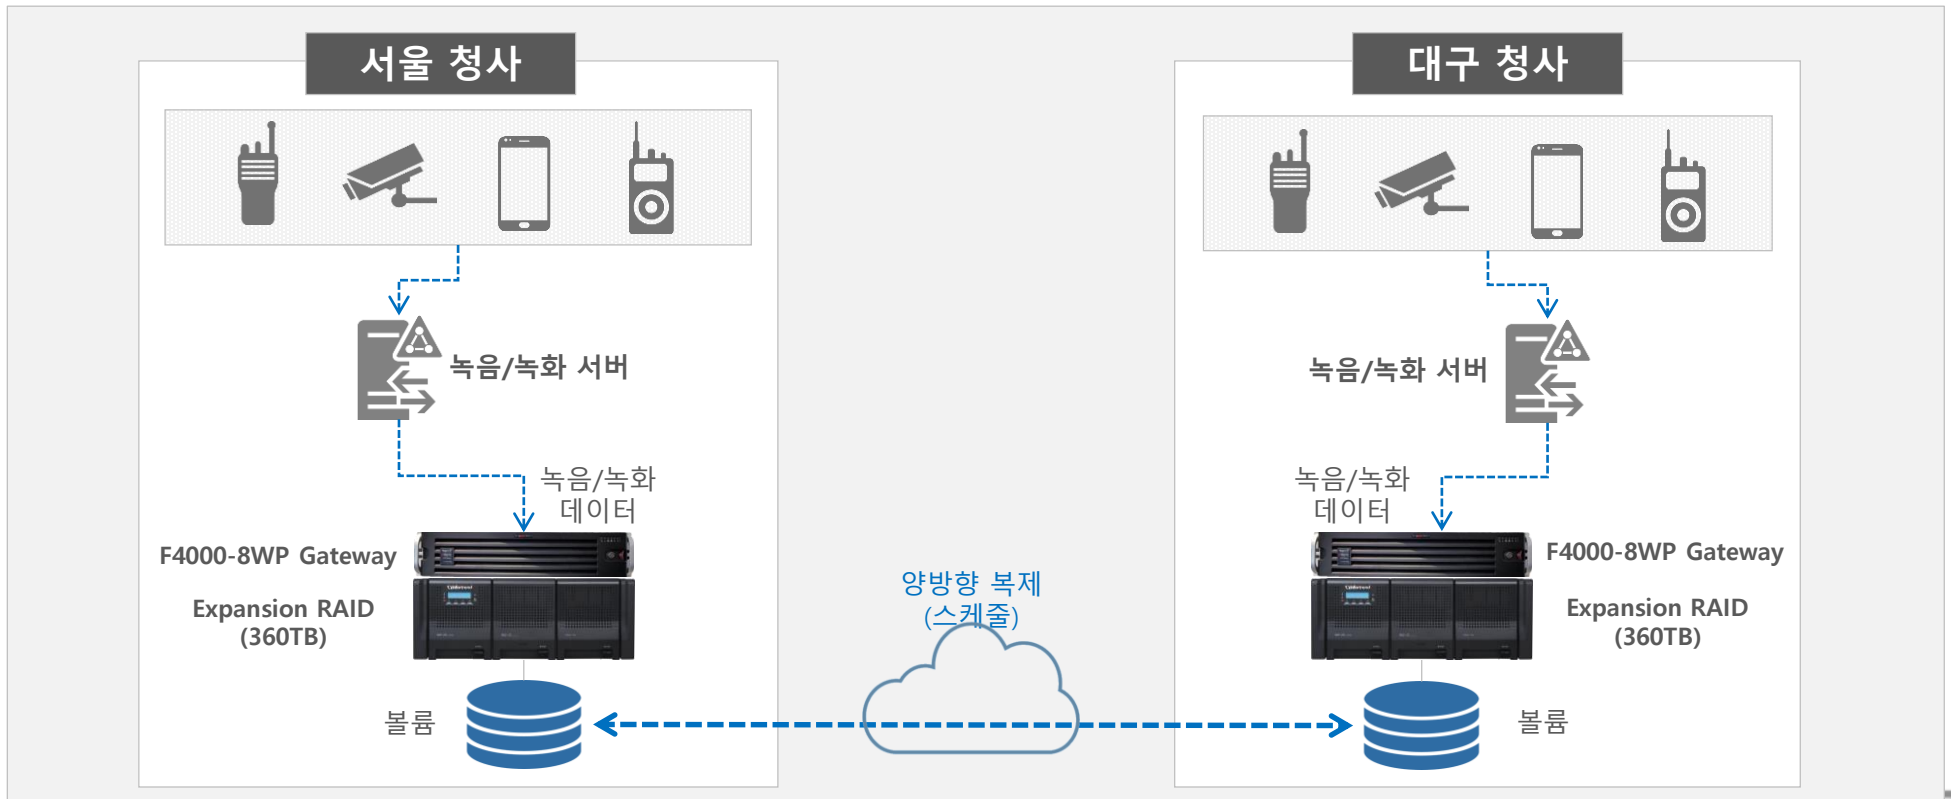 서울 청사
녹음/녹화 서버
녹음/녹화
데이터
F4000-8WP Gateway
Expansion RAID
(360TB)
볼륨
양방향 복제
(스케줄)
대구 청사
녹음/녹화 서버
녹음/녹화
데이터
F4000-8WP Gateway
Expansion RAID
(360TB)
볼륨